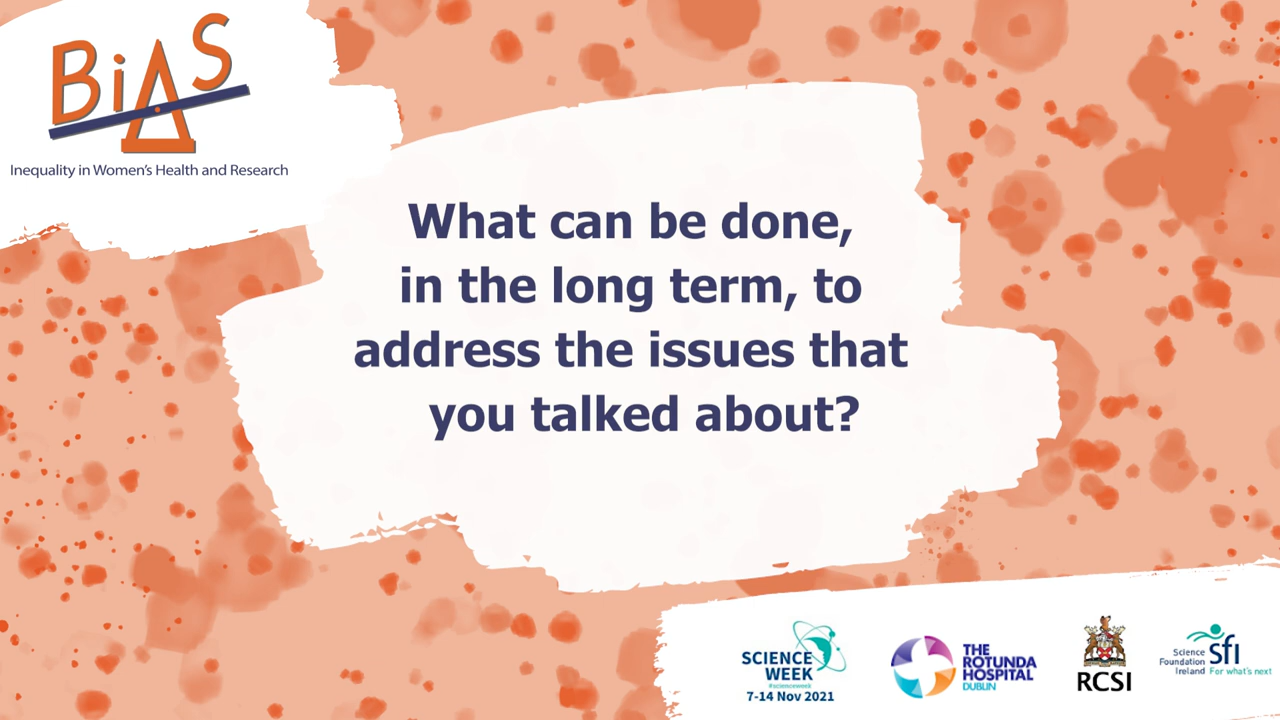 BiAS
Inequality in Women's Health and Research
What can be done,
in the long term, to
address the issues that
you talked about?
SCIENCE
WEEK
#scienceweek
7-14 Nov 2021
THE
ROTUNDA
HOSPITAL
DUBLIN
RCSI
Science
Foundation
Ireland
sfi
For what's next